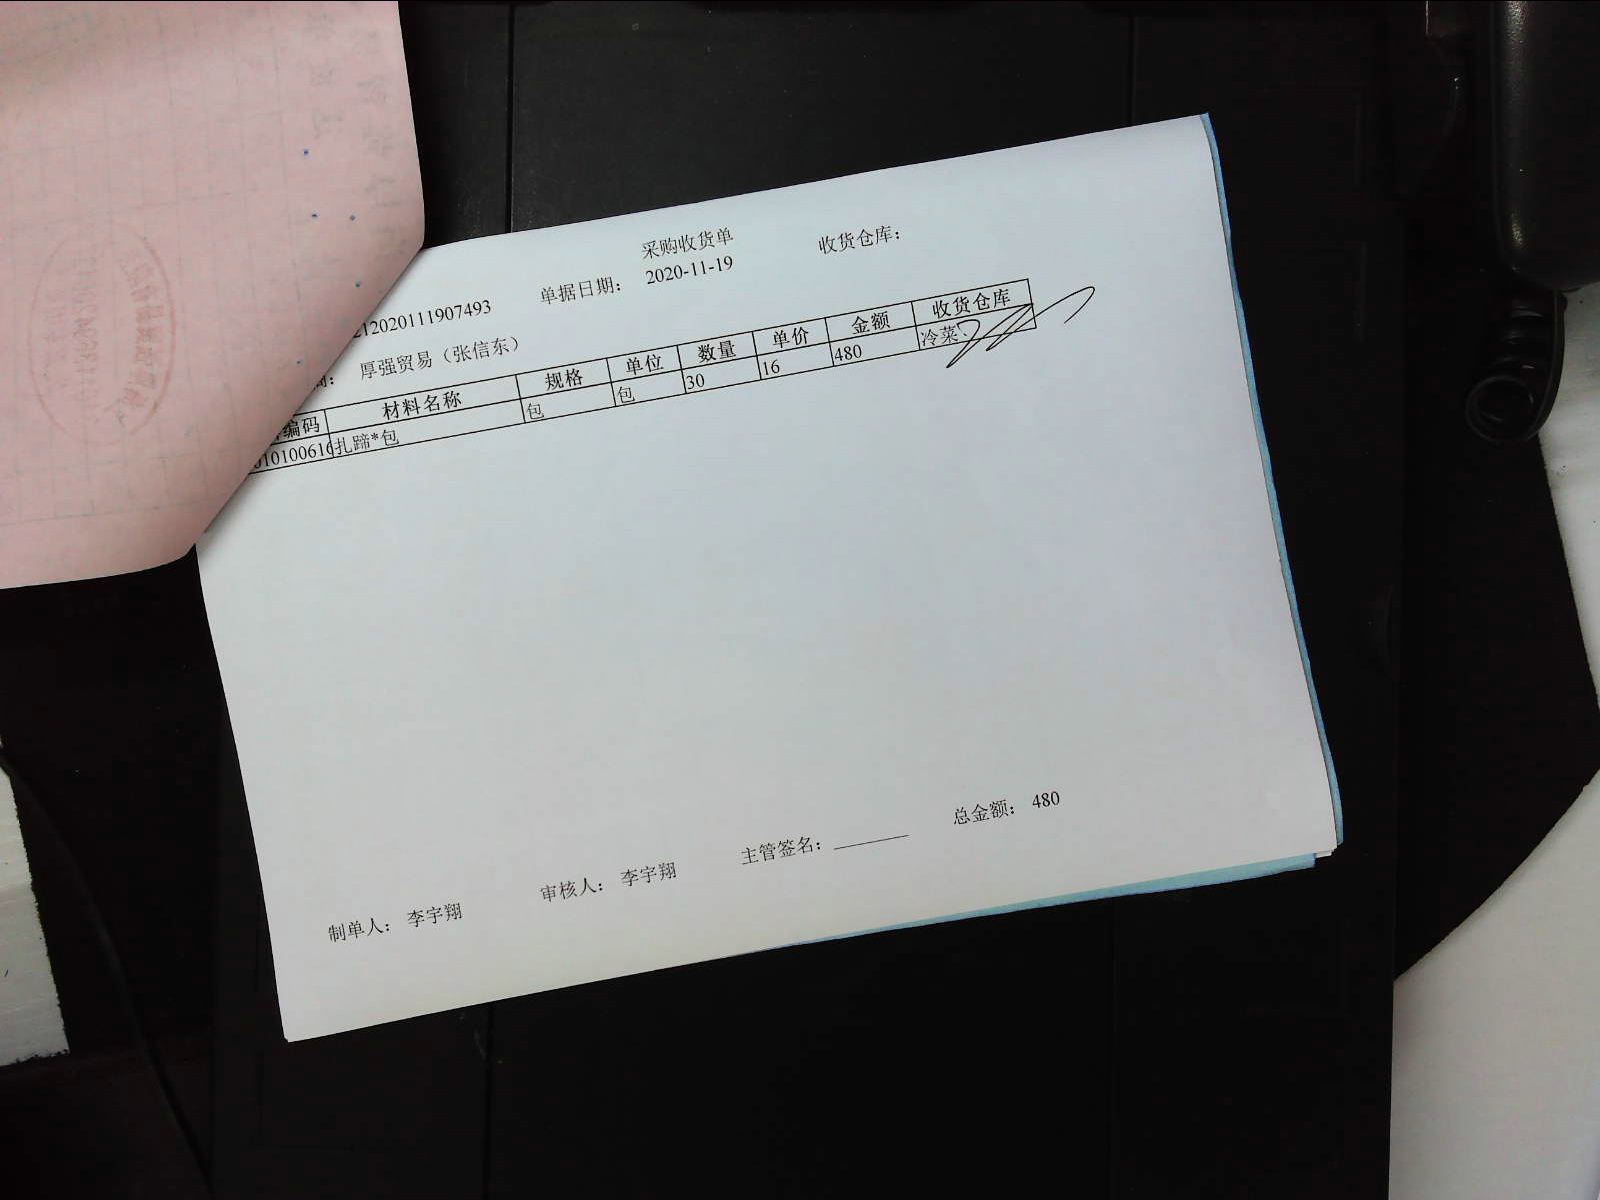 采购收货单
收货仓库：
单据日期： 2020-11-19
212020111907493
商： 厚强贸易（张信东）
编码 材料名称 规格 单位 数量 单价 金额 收货仓库
010100616 扎蹄*包 包 包 30 16 480 冷菜
总金额： 480
主管签名：
制单人： 李宇翔 审核人： 李宇翔